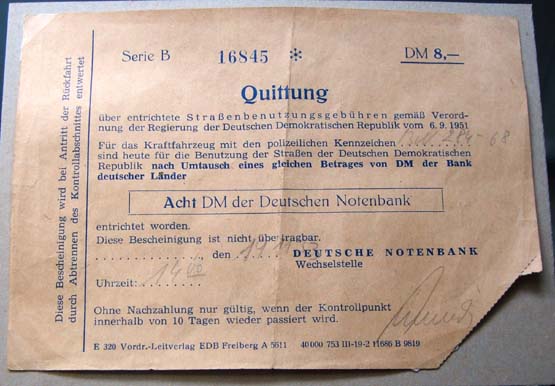 Serie B 16845 * DM 8,—
Quittung
über entrichtete Straßenbenutzungsgebühren gemäß Verord-
nung der Regierung der Deutschen Demokratischen Republik vom 6. 9. 1951
Für das Kraftfahrzeug mit den polizeilichen Kennzeichen
sind heute für die Benutzung der Straßen der Deutschen Demokratischen
Republik nach Umtausch eines gleichen Betrages von DM der Bank
deutscher Länder
Acht DM der Deutschen Notenbank
entrichtet worden.
Diese Bescheinigung ist nicht übertragbar.
, den DEUTSCHE NOTENBANK
Wechselstelle
Uhrzeit: 14 00
Ohne Nachzahlung nur gültig, wenn der Kontrollpunkt
innerhalb von 10 Tagen wieder passiert wird.
E 320 Vordr.-Leitverlag EDB Freiberg A 5611 40000 753 III-19-2 11686 B 9819
Diese Bescheinigung wird bei Antritt der Rückfahrt
durch Abtrennen des Kontrollabschnittes entwertet